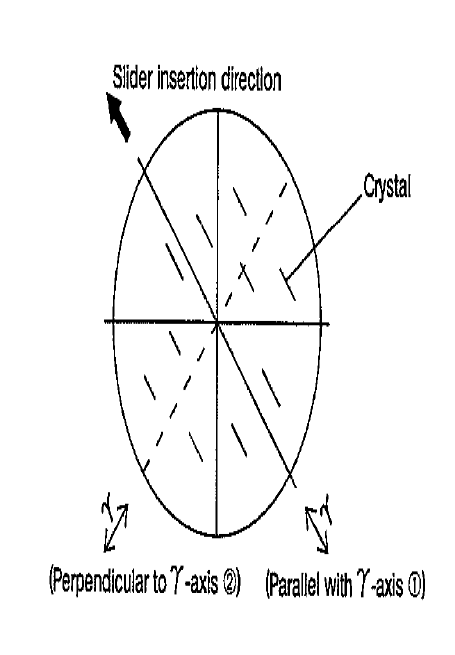 Slider insertion direction
Crystal
γ
γ
(Perpendicular to γ-axis ②)
(Parallel with γ-axis ①)